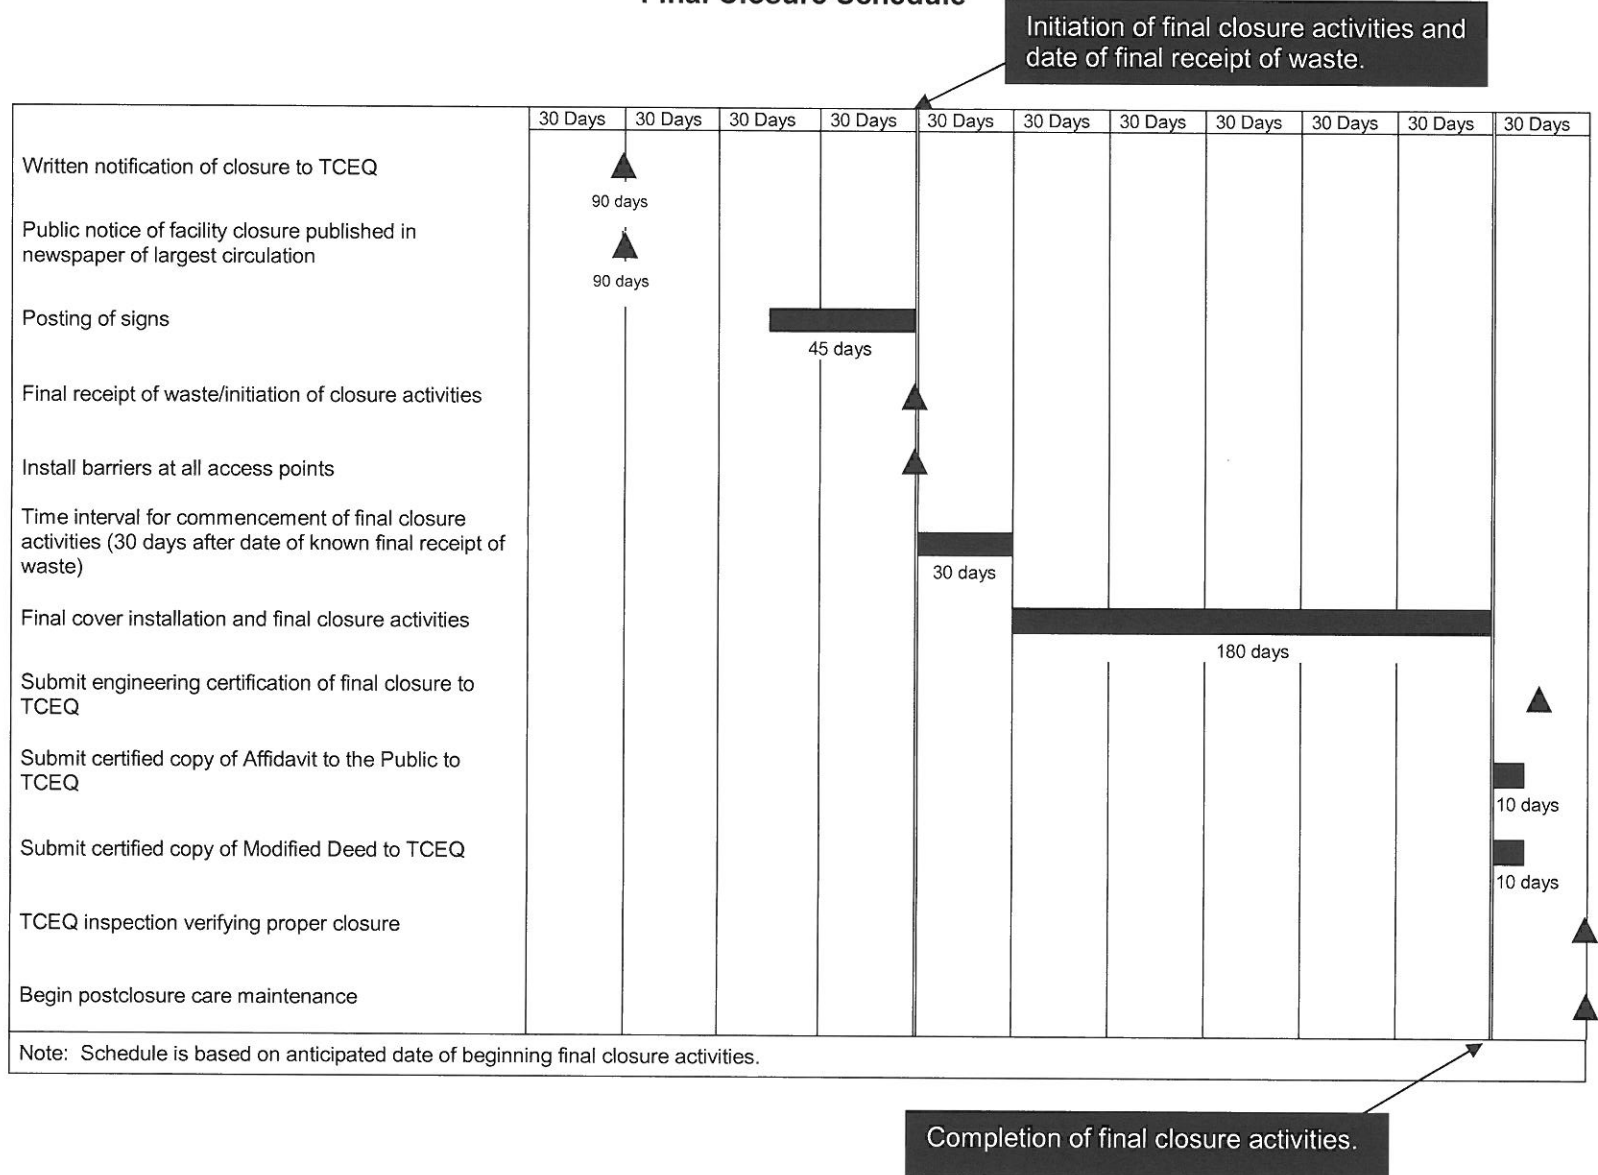 Final Closure Schedule
Initiation of final closure activities and
date of final receipt of waste.
30 Days 30 Days 30 Days 30 Days 30 Days 30 Days 30 Days 30 Days 30 Days 30 Days 30 Days
Written notification of closure to TCEQ
90 days
Public notice of facility closure published in
newspaper of largest circulation
90 days
Posting of signs
45 days
Final receipt of waste/initiation of closure activities
Install barriers at all access points
Time interval for commencement of final closure
activities (30 days after date of known final receipt of
waste)
30 days
Final cover installation and final closure activities
180 days
Submit engineering certification of final closure to
TCEQ
Submit certified copy of Affidavit to the Public to
TCEQ
10 days
Submit certified copy of Modified Deed to TCEQ
10 days
TCEQ inspection verifying proper closure
Begin postclosure care maintenance
Note: Schedule is based on anticipated date of beginning final closure activities.
Completion of final closure activities.